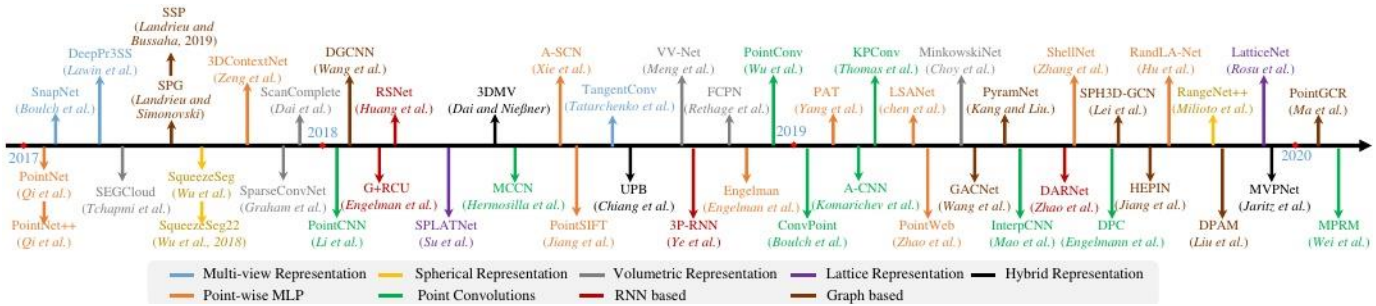 SSP
(Landrieu and
Bussaha, 2019)
DeepPr3SS
(Lawin et al.)
SnapNet
(Boulch et al.)
SPG
(Landrieu and
Simonovski)
3DContextNet
(Zeng et al.)
ScanComplete
(Dai et al.)
DGCNN
(Wang et al.)
RSNet
(Huang et al.)
3DMV
(Dai and Nießner)
A-SCN
(Xie et al.)
TangentConv
(Tatarchenko et al.)
VV-Net
(Meng et al.)
FCPN
(Rethage et al.)
PointConv
(Wu et al.)
PAT
(Yang et al.)
KPConv
(Thomas et al.)
LSANet
(chen et al.)
MinkowskiNet
(Choy et al.)
PyramNet
(Kang and Liu.)
ShellNet
(Zhang et al.)
SPH3D-GCN
(Lei et al.)
RandLA-Net
(Hu et al.)
RangeNet++
(Milioto et al.)
LatticeNet
(Rosu et al.)
PointGCR
(Ma et al.)
2017
2018
2019
2020
PointNet
(Qi et al.)
PointNet++
(Qi et al.)
SEGCloud
(Tchapmi et al.)
SqueezeSeg
(Wu et al.)
SqueezeSeg22
(Wu et al., 2018)
SparseConvNet
(Graham et al.)
PointCNN
(Li et al.)
G+RCU
(Engelman et al.)
SPLATNet
(Su et al.)
MCCN
(Hermosilla et al.)
PointSIFT
(Jiang et al.)
UPB
(Chiang et al.)
3P-RNN
(Ye et al.)
Engelman
(Engelman et al.)
ConvPoint
(Boulch et al.)
A-CNN
(Komarichev et al.)
PointWeb
(Zhao et al.)
GACNet
(Wang et al.)
InterpCNN
(Mao et al.)
DARNet
(Zhao et al.)
DPC
(Engelmann et al.)
HEPIN
(Jiang et al.)
DPAM
(Liu et al.)
MVPNet
(Jaritz et al.)
MPRM
(Wei et al.)
Multi-view Representation
Spherical Representation
Volumetric Representation
Lattice Representation
Hybrid Representation
Point-wise MLP
Point Convolutions
RNN based
Graph based